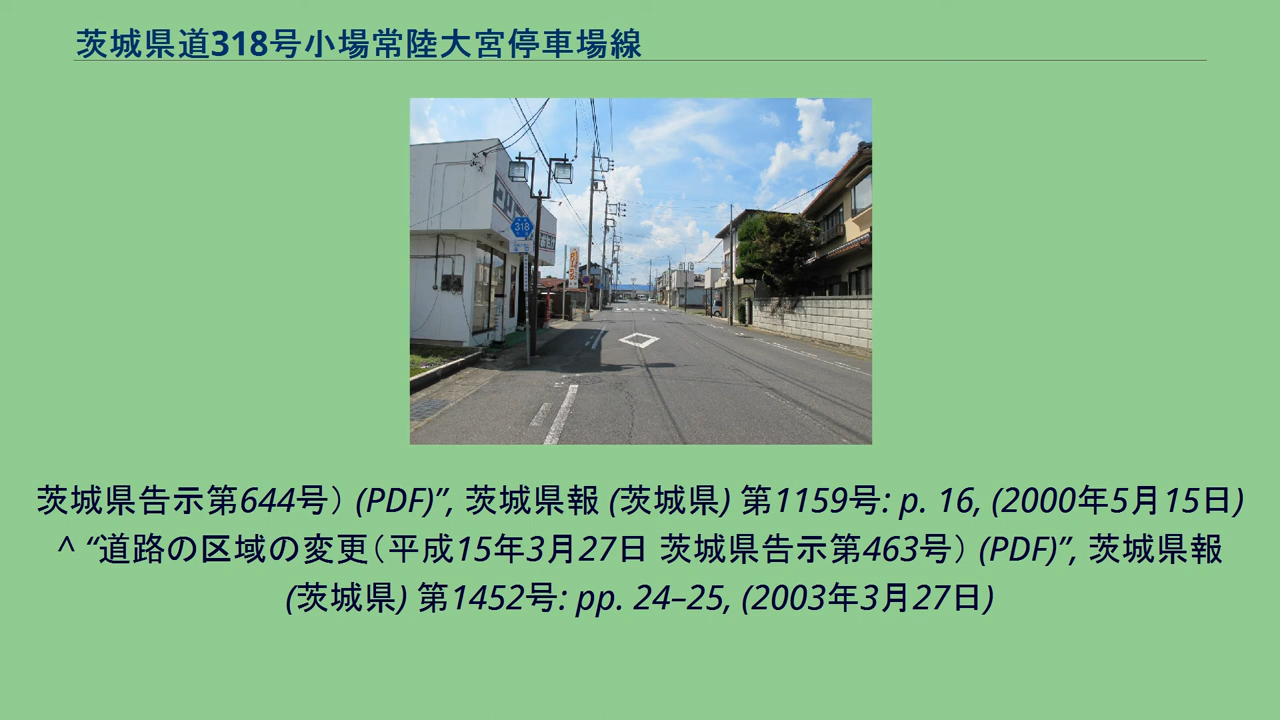 茨城県道318号小場常陸大宮停車場線
318
茨城県告示第644号） (PDF)”, 茨城県報 (茨城県) 第1159号: p. 16, (2000年5月15日)
^ “道路の区域の変更（平成15年3月27日 茨城県告示第463号） (PDF)”, 茨城県報
(茨城県) 第1452号: pp. 24–25, (2003年3月27日)